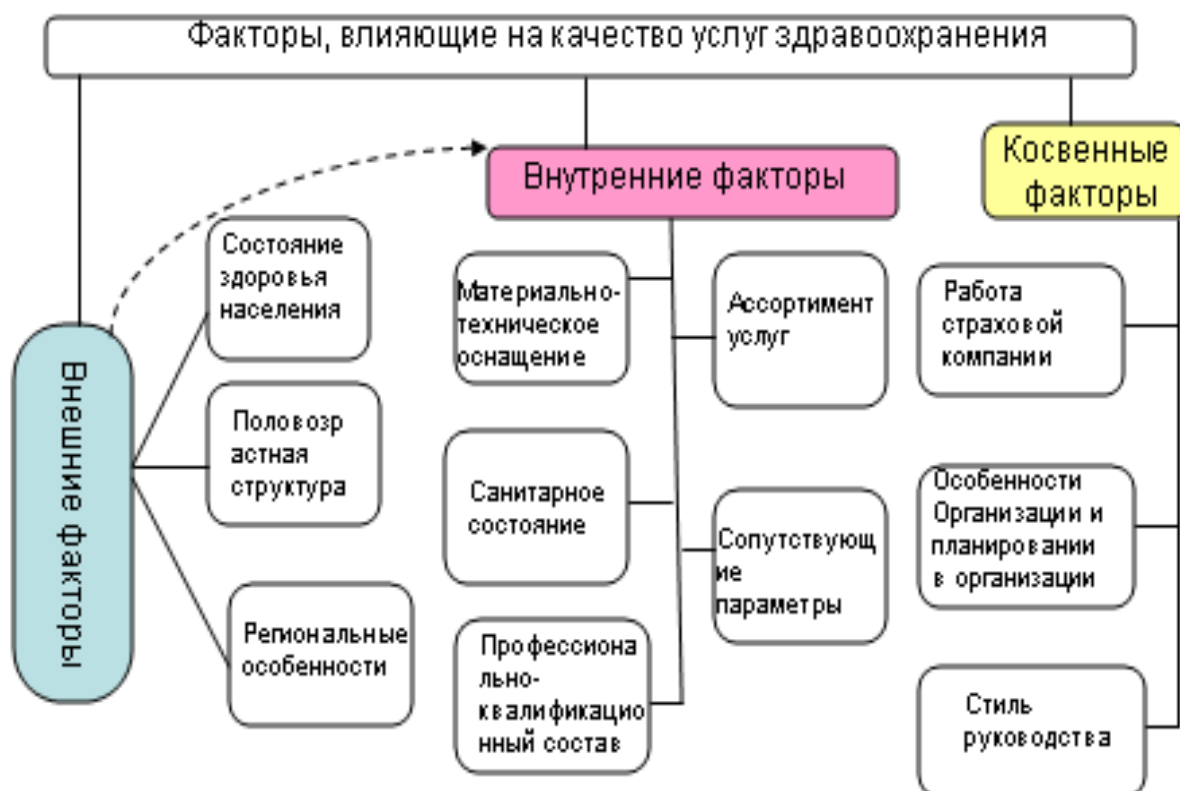 Факторы, влияющие на качество услуг здравоохранения
Внешние факторы
Состояние
здоровья
населения
Половозр
астная
структура
Региональные
особенности
Внутренние факторы
Материально-
техническое
оснащение
Санитарное
состояние
Профессиона
льно-
квалификацио
нный состав
Ассортимент
услуг
Сопутствующ
ие
параметры
Косвенные
факторы
Работа
страховой
компании
Особенности
Организации и
планировании
в организации
Стиль
руководства